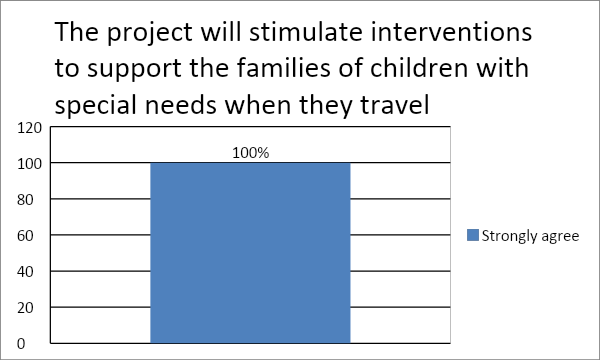 The project will stimulate interventions
to support the families of children with
special needs when they travel
120
100
80
60
40
20
0
100%
Strongly agree